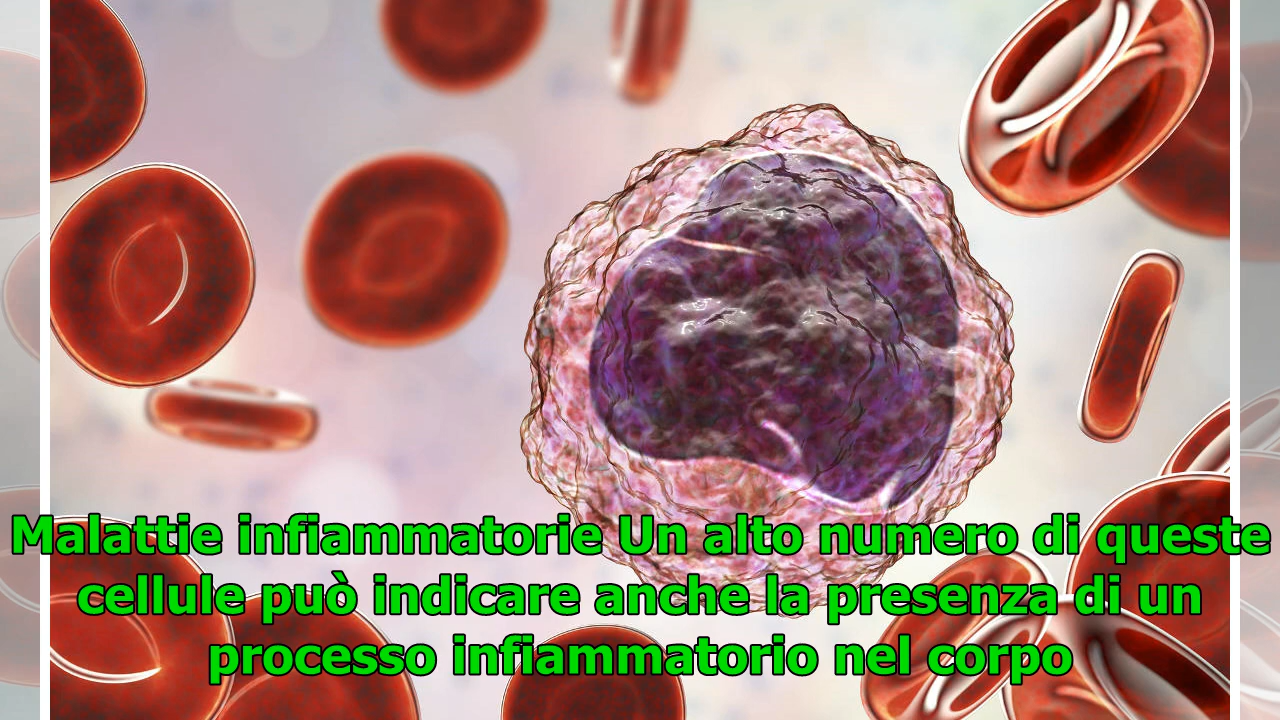 Malattie infiammatorie Un alto numero di queste
cellule può indicare anche la presenza di un
processo infiammatorio nel corpo